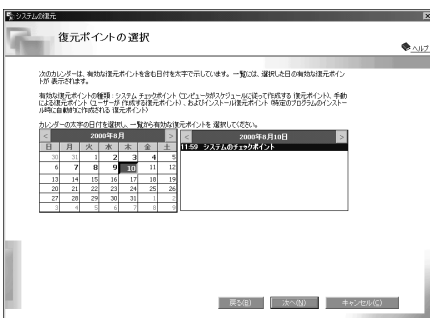 システムの復元
復元ポイントの選択
ヘルプ
次のカレンダーは、有効な復元ポイントを含む日付を太字で示しています。一覧には、選択した日の有効な復元ポイン
トが表示されます。
有効な復元ポイントの種類: システム チェックポイント (コンピュータがスケジュールに従って作成する 復元ポイント)、手動
による復元ポイント (ユーザーが作成する復元ポイント)、およびインストール復元ポイント (特定のプログラムのインストー
ル時に自動的に作成される 復元ポイント)
カレンダーの太字の日付を選択し、一覧から有効な復元ポイントを 選択してください。
< 2000年8月 >
日 月 火 水 木 金 土
30 31 1 2 3 4 5
6 7 8 9 10 11 12
13 14 15 16 17 18 19
20 21 22 23 24 25 26
27 28 29 30 31 1 2
3 4 5 6 7 8 9
< 2000年8月10日 >
11:59 システムのチェックポイント
戻る(B) 次へ(N) キャンセル(C)